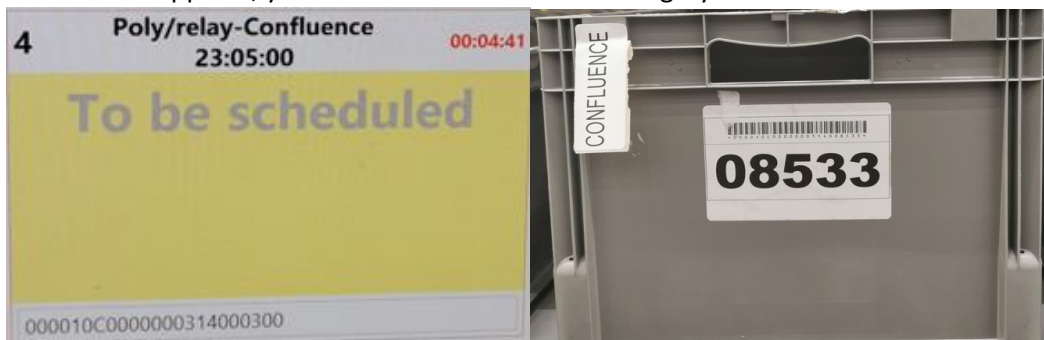 4
Poly/relay-Confluence
23:05:00
00:04:41
To be scheduled
000010C0000000314000300
CONFLUENCE
08533